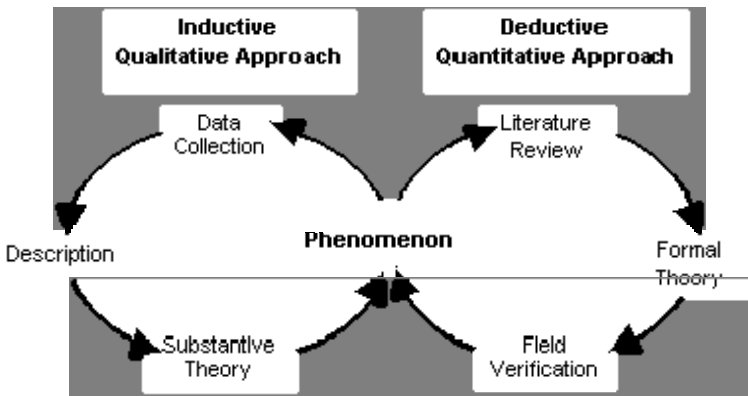 Inductive
Qualitative Approach
Deductive
Quantitative Approach
Data
Collection
Literature
Review
Description
Phenomenon
Formal
Theory
Substantive
Theory
Field
Verification